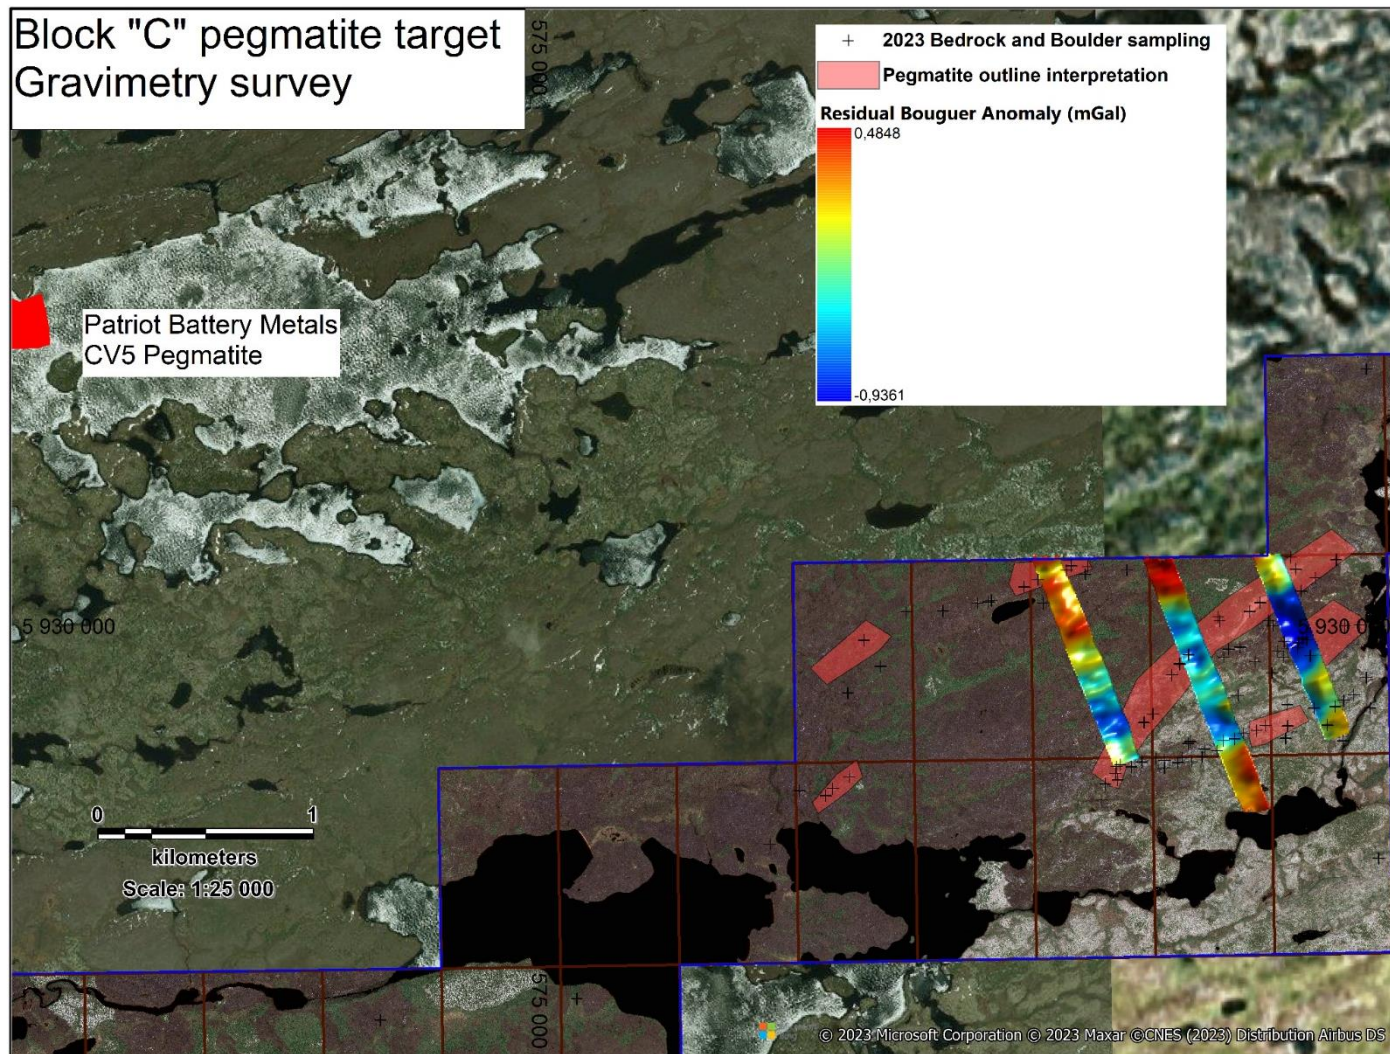 Block "C" pegmatite target
Gravimetry survey
575 000
2023 Bedrock and Boulder sampling
Pegmatite outline interpretation
Residual Bouguer Anomaly (mGal)
0,4848
-0,9361
Patriot Battery Metals
CV5 Pegmatite
5 930 000
5 930 0
0 1
kilometers
Scale: 1:25 000
575 000
© 2023 Microsoft Corporation © 2023 Maxar ©CNES (2023) Distribution Airbus DS